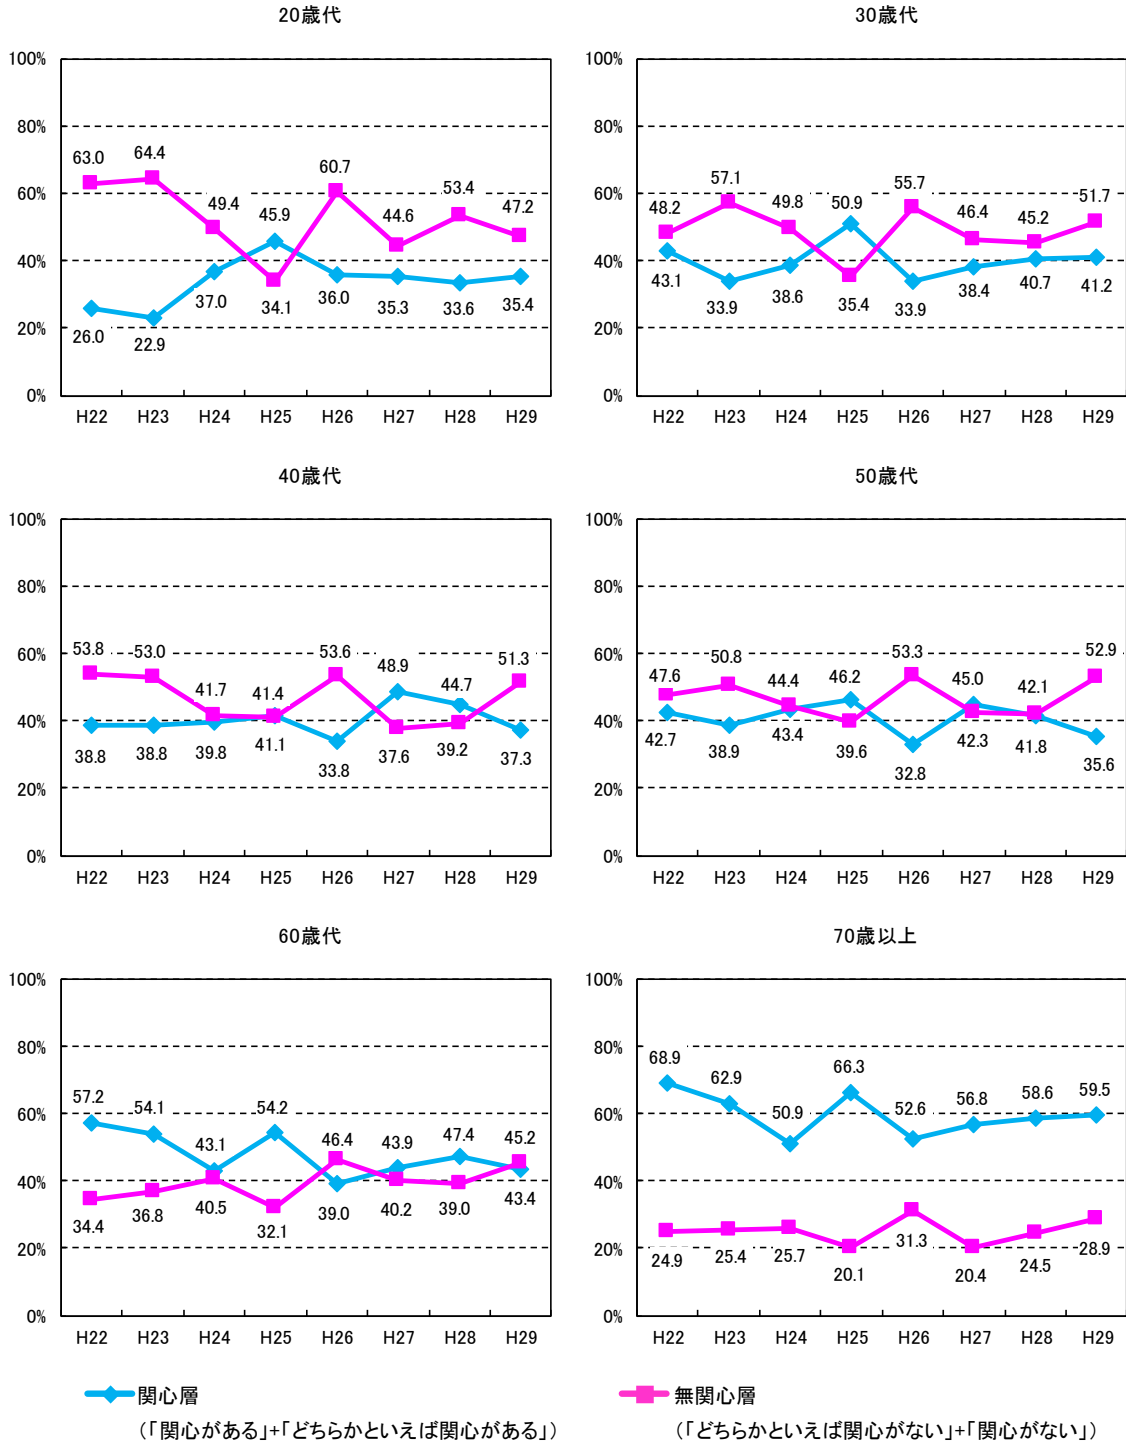 20歳代
100%
80%
60%
40%
20%
0%
63.0 64.4 49.4 45.9 60.7 44.6 53.4 47.2
26.0 22.9 37.0 34.1 36.0 35.3 33.6 35.4
H22 H23 H24 H25 H26 H27 H28 H29
30歳代
100%
80%
60%
40%
20%
0%
48.2 57.1 49.8 50.9 55.7 46.4 45.2 51.7
43.1 33.9 38.6 35.4 33.9 38.4 40.7 41.2
H22 H23 H24 H25 H26 H27 H28 H29
40歳代
100%
80%
60%
40%
20%
0%
53.8 53.0 41.7 41.4 53.6 48.9 44.7 51.3
38.8 38.8 39.8 41.1 33.8 37.6 39.2 37.3
H22 H23 H24 H25 H26 H27 H28 H29
50歳代
100%
80%
60%
40%
20%
0%
47.6 50.8 44.4 46.2 53.3 45.0 42.1 52.9
42.7 38.9 43.4 39.6 32.8 42.3 41.8 35.6
H22 H23 H24 H25 H26 H27 H28 H29
60歳代
100%
80%
60%
40%
20%
0%
57.2 54.1 43.1 54.2 46.4 43.9 47.4 45.2
34.4 36.8 40.5 32.1 39.0 40.2 39.0 43.4
H22 H23 H24 H25 H26 H27 H28 H29
70歳以上
100%
80%
60%
40%
20%
0%
68.9 62.9 50.9 66.3 52.6 56.8 58.6 59.5
24.9 25.4 25.7 20.1 31.3 20.4 24.5 28.9
H22 H23 H24 H25 H26 H27 H28 H29
関心層
(「関心がある」+「どちらかといえば関心がある」)
無関心層
(「どちらかといえば関心がない」+「関心がない」)